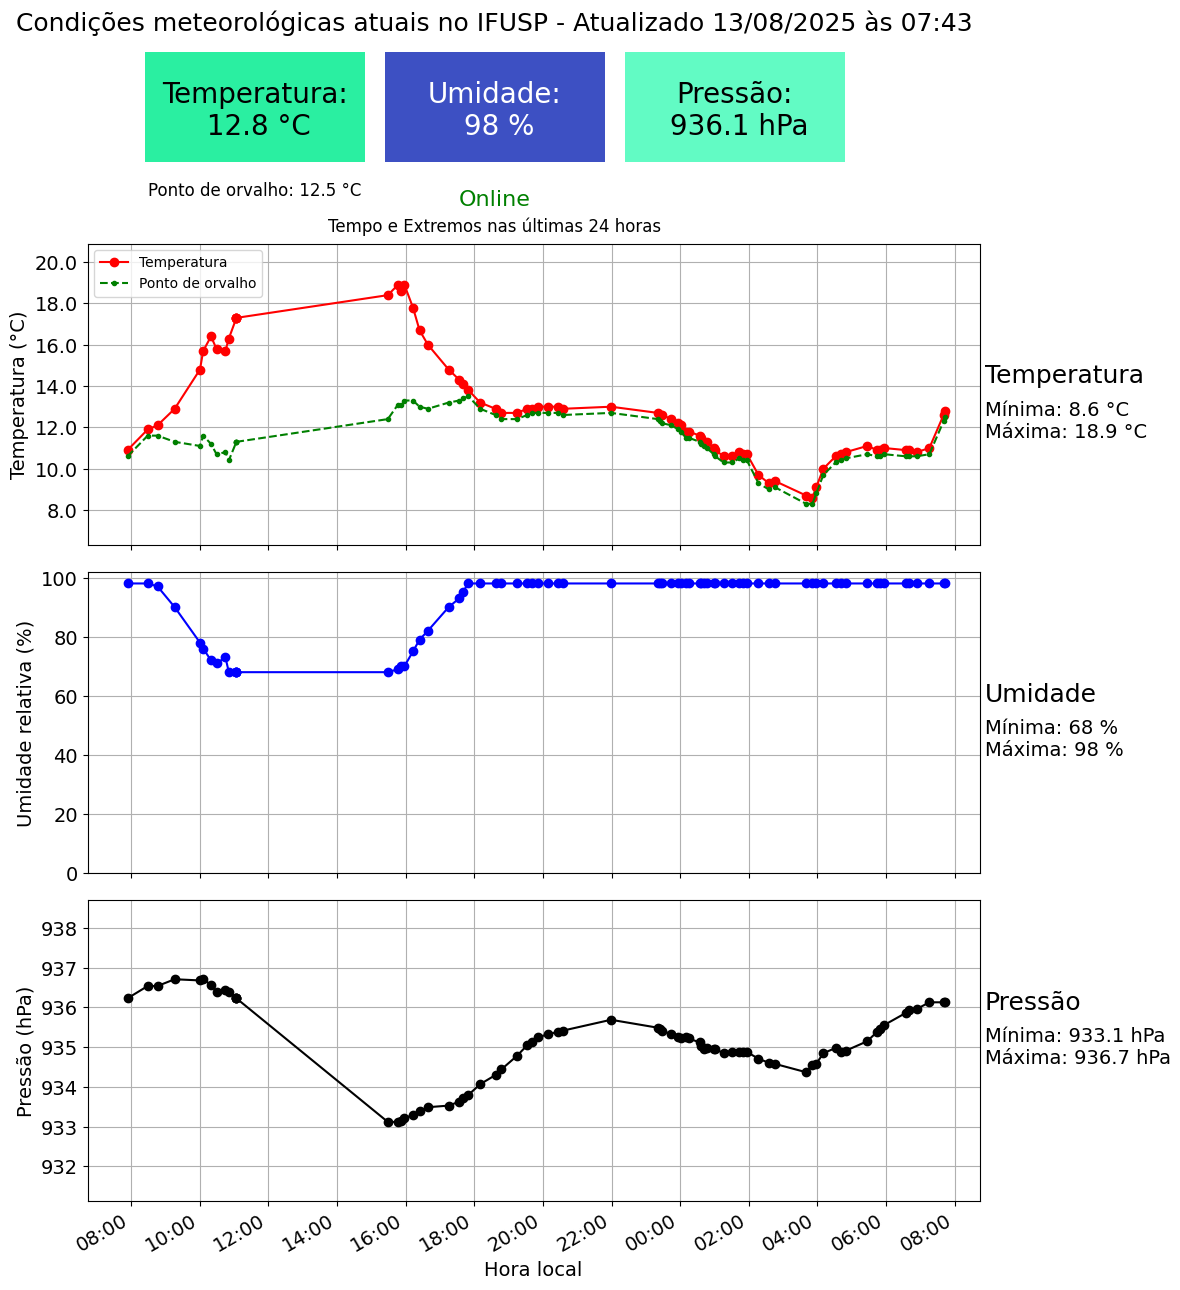 Condições meteorológicas atuais no IFUSP - Atualizado 13/08/2025 às 07:43
Temperatura:
12.8 °C
Umidade:
98 %
Pressão:
936.1 hPa
Ponto de orvalho: 12.5 °C
Online
Tempo e Extremos nas últimas 24 horas
Temperatura
Ponto de orvalho
Temperatura (°C)
20.0
18.0
16.0
14.0
12.0
10.0
8.0
Temperatura
Mínima: 8.6 °C
Máxima: 18.9 °C
Umidade relativa (%)
100
80
60
40
20
0
Umidade
Mínima: 68 %
Máxima: 98 %
Pressão (hPa)
938
937
936
935
934
933
932
Pressão
Mínima: 933.1 hPa
Máxima: 936.7 hPa
08:00
10:00
12:00
14:00
16:00
18:00
20:00
22:00
00:00
02:00
04:00
06:00
08:00
Hora local